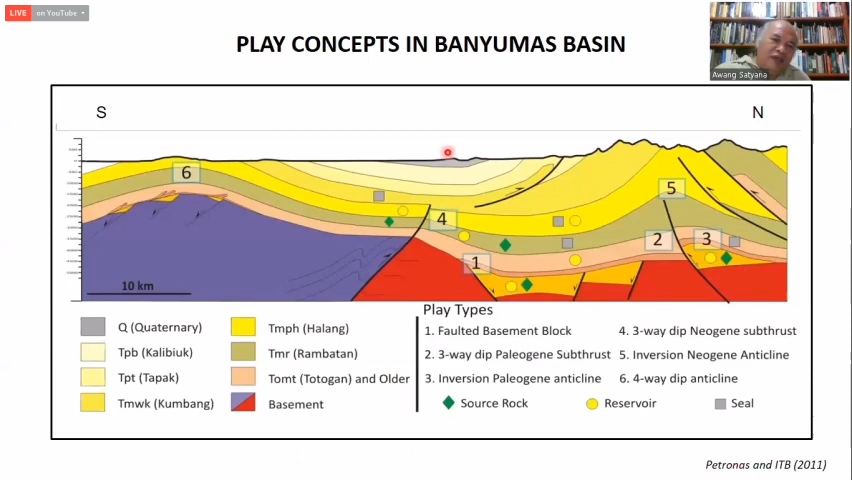 LIVE on YouTube
PLAY CONCEPTS IN BANYUMAS BASIN
Awang Satyana
S
N
6
5
4
2
3
1
10 km
Play Types
Q (Quaternary)
Tmph (Halang)
1. Faulted Basement Block
4. 3-way dip Neogene subthrust
Tpb (Kalibiuk)
Tmr (Rambatan)
2. 3-way dip Paleogene Subthrust
5. Inversion Neogene Anticline
Tpt (Tapak)
Tomt (Totogan) and Older
3. Inversion Paleogene anticline
6. 4-way dip anticline
Tmwk (Kumbang)
Basement
Source Rock
Reservoir
Seal
Petronas and ITB (2011)